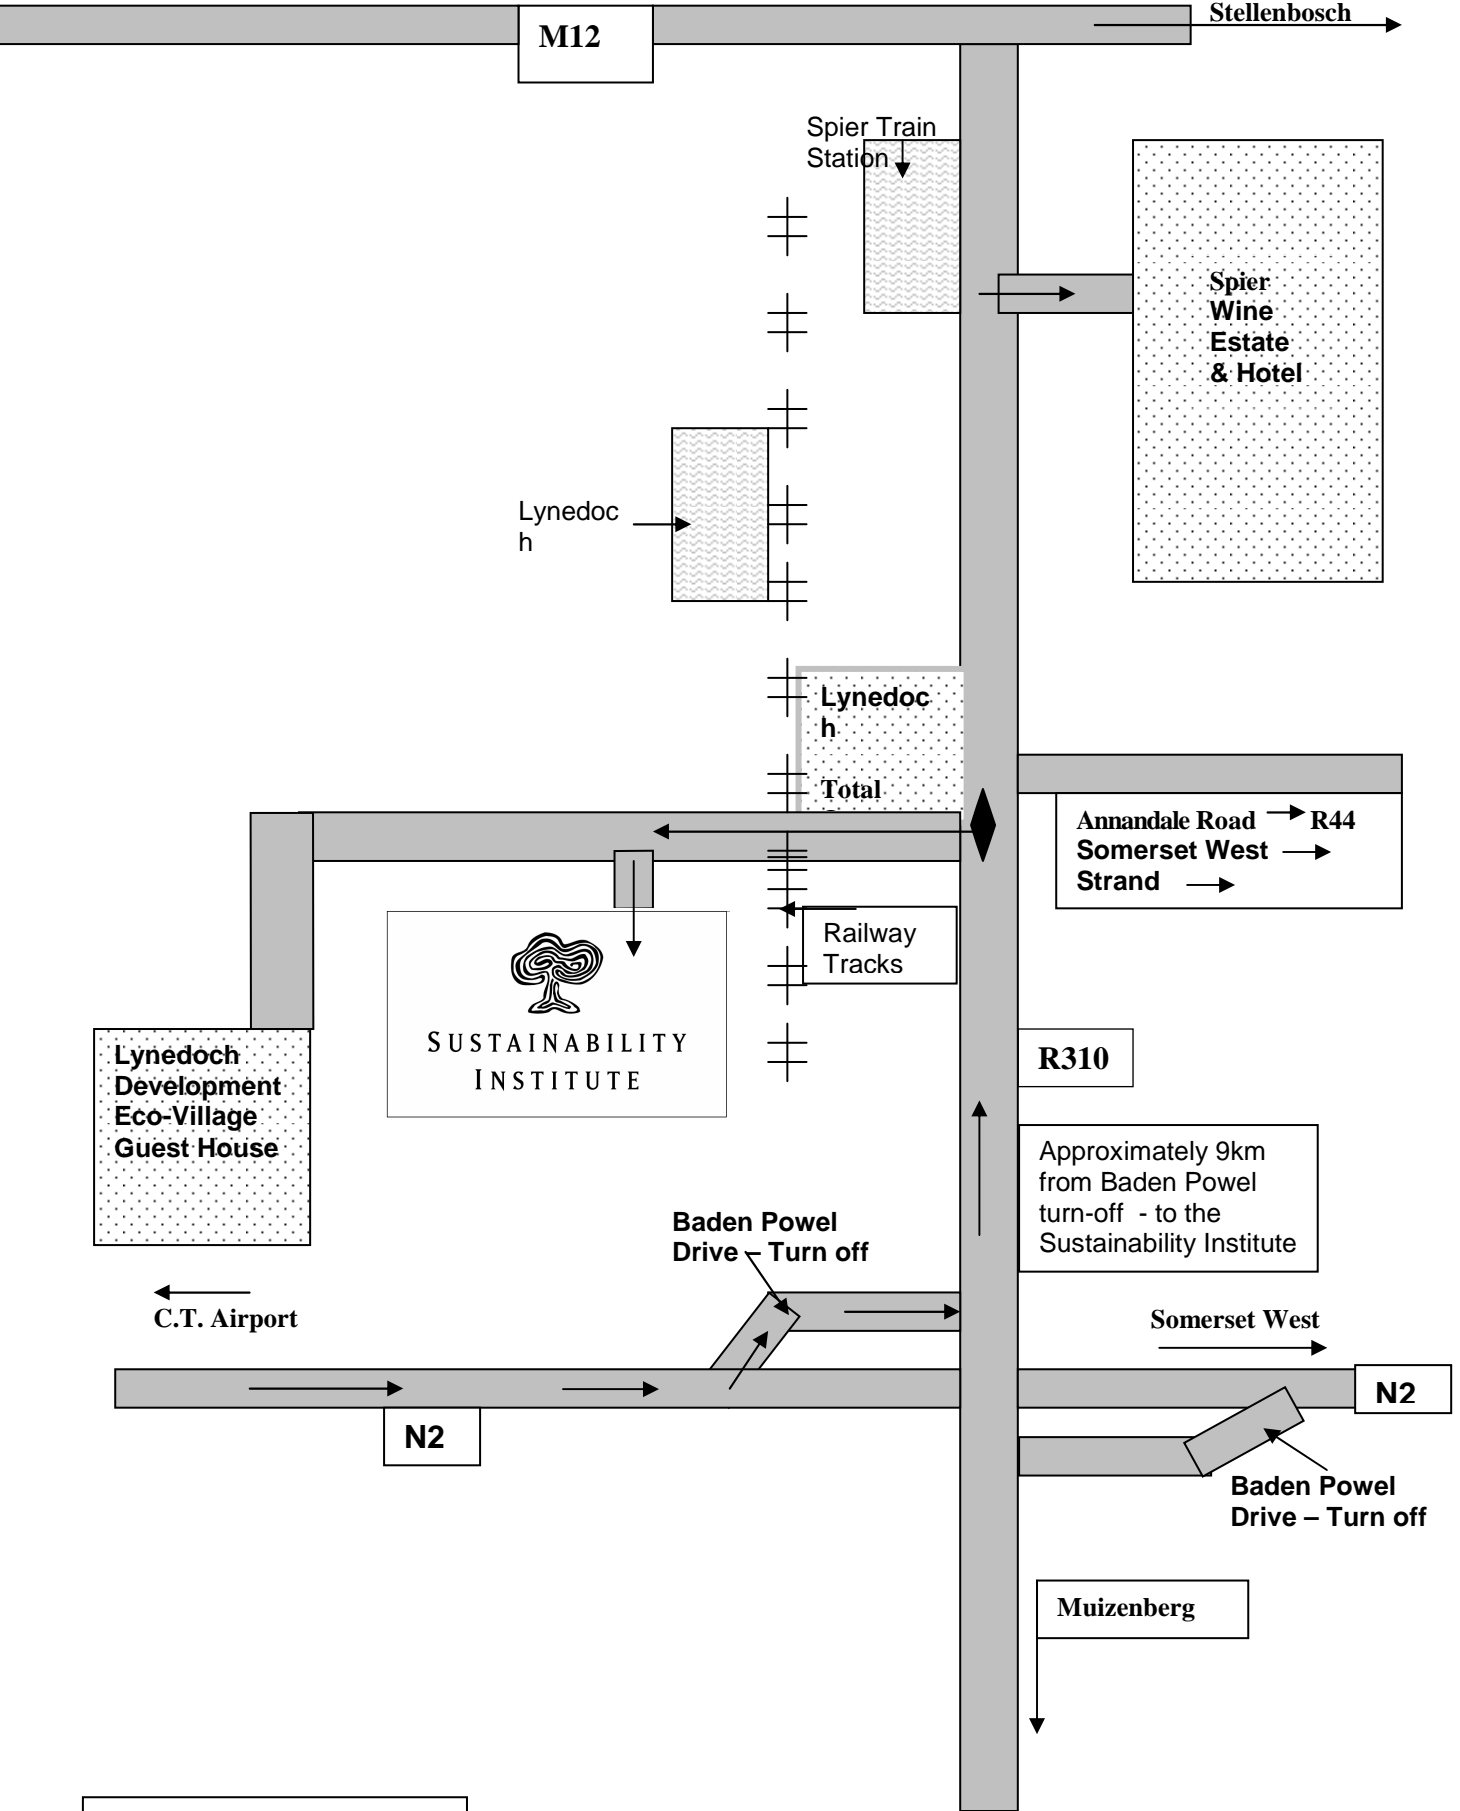 Stellenbosch
M12
Spier Train
Station
Spier
Wine
Estate
& Hotel
Lynedoc
h
Lynedoc
h
Total
Annandale Road R44
Somerset West
Strand
Railway
Tracks
SUSTAINABILITY
INSTITUTE
R310
Lynedoch
Development
Eco-Village
Guest House
Approximately 9km
from Baden Powel
turn-off - to the
Sustainability Institute
Baden Powel
Drive – Turn off
C.T. Airport
Somerset West
N2
N2
Baden Powel
Drive – Turn off
Muizenberg